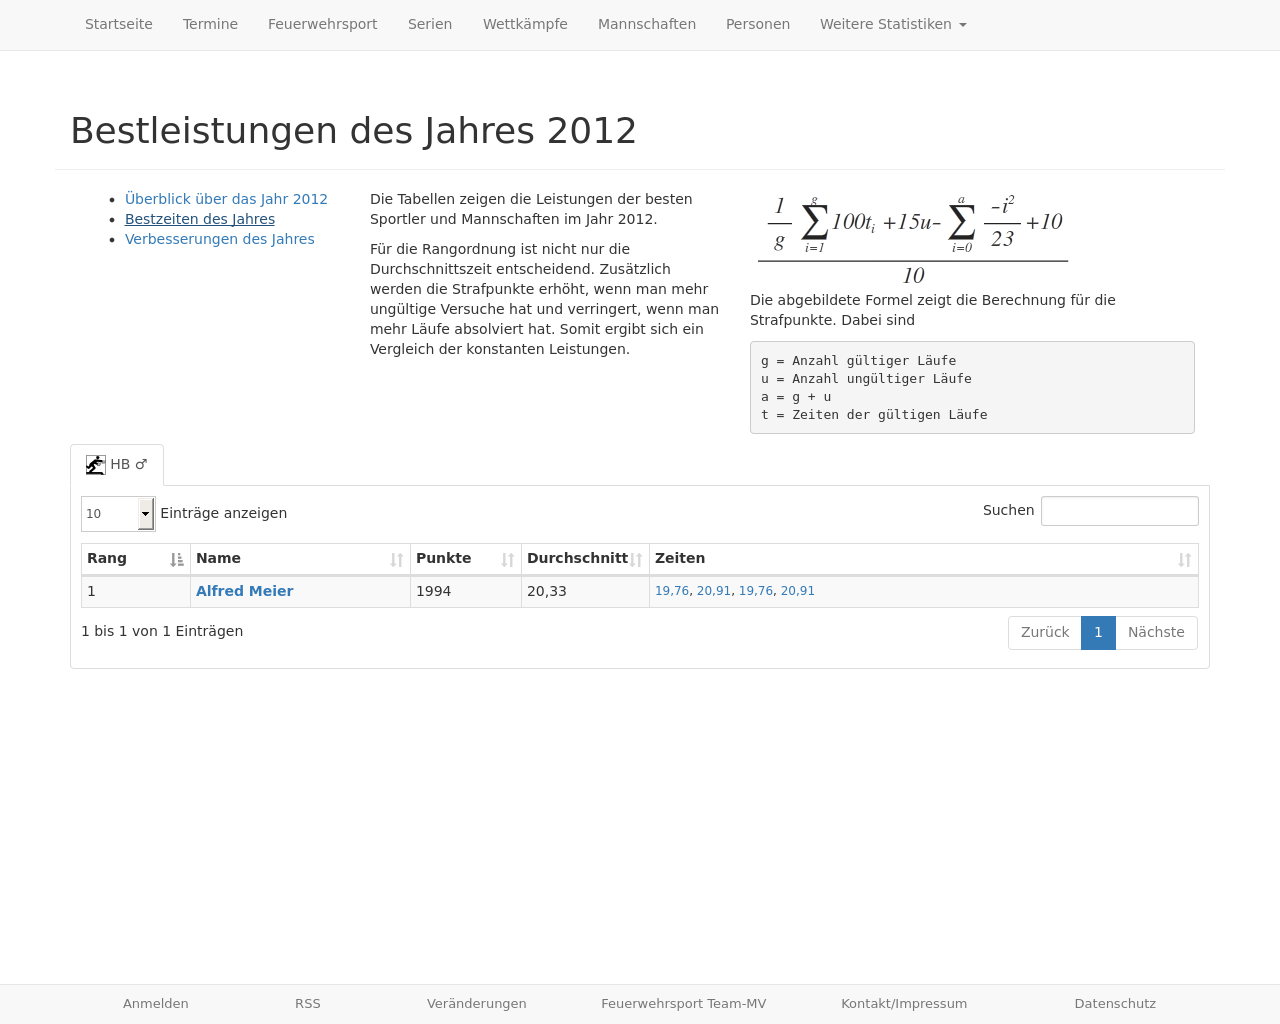 Startseite Termine Feuerwehrsport Serien Wettkämpfe Mannschaften Personen Weitere Statistiken
Bestleistungen des Jahres 2012
Überblick über das Jahr 2012
Bestzeiten des Jahres
Verbesserungen des Jahres
Die Tabellen zeigen die Leistungen der besten
Sportler und Mannschaften im Jahr 2012.
Für die Rangordnung ist nicht nur die
Durchschnittszeit entscheidend. Zusätzlich
werden die Strafpunkte erhöht, wenn man mehr
ungültige Versuche hat und verringert, wenn man
mehr Läufe absolviert hat. Somit ergibt sich ein
Vergleich der konstanten Leistungen.
1 g a -i²
— Σ 100tᵢ +15u- Σ — +10
g i=1 i=0 23
10
Die abgebildete Formel zeigt die Berechnung für die
Strafpunkte. Dabei sind
g = Anzahl gültiger Läufe
u = Anzahl ungültiger Läufe
a = g + u
t = Zeiten der gültigen Läufe
HB ♂
10 Einträge anzeigen Suchen
Rang Name Punkte Durchschnitt Zeiten
1 Alfred Meier 1994 20,33 19,76, 20,91, 19,76, 20,91
1 bis 1 von 1 Einträgen Zurück 1 Nächste
Anmelden RSS Veränderungen Feuerwehrsport Team-MV Kontakt/Impressum Datenschutz